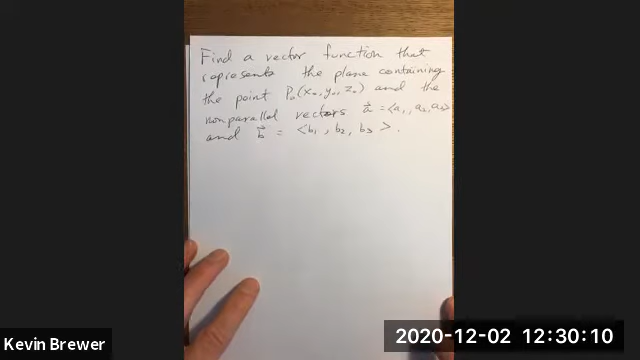 Find a vector function that
represents the plane containing
the point P₀(x₀, y₀, z₀) and the
nonparallel vectors a⃗ = <a₁, a₂, a₃>
and b⃗ = <b₁, b₂, b₃>.
Kevin Brewer
2020-12-02 12:30:10